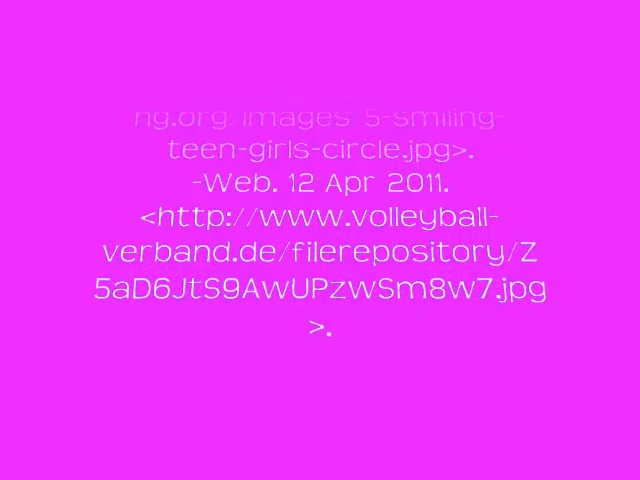 ng.org/images/5-smiling-
teen-girls-circle.jpg>.
-Web. 12 Apr 2011.
<http://www.volleyball-
verband.de/filerepository/Z
5aD6JtS9AwUPzwSm8w7.jpg
>.